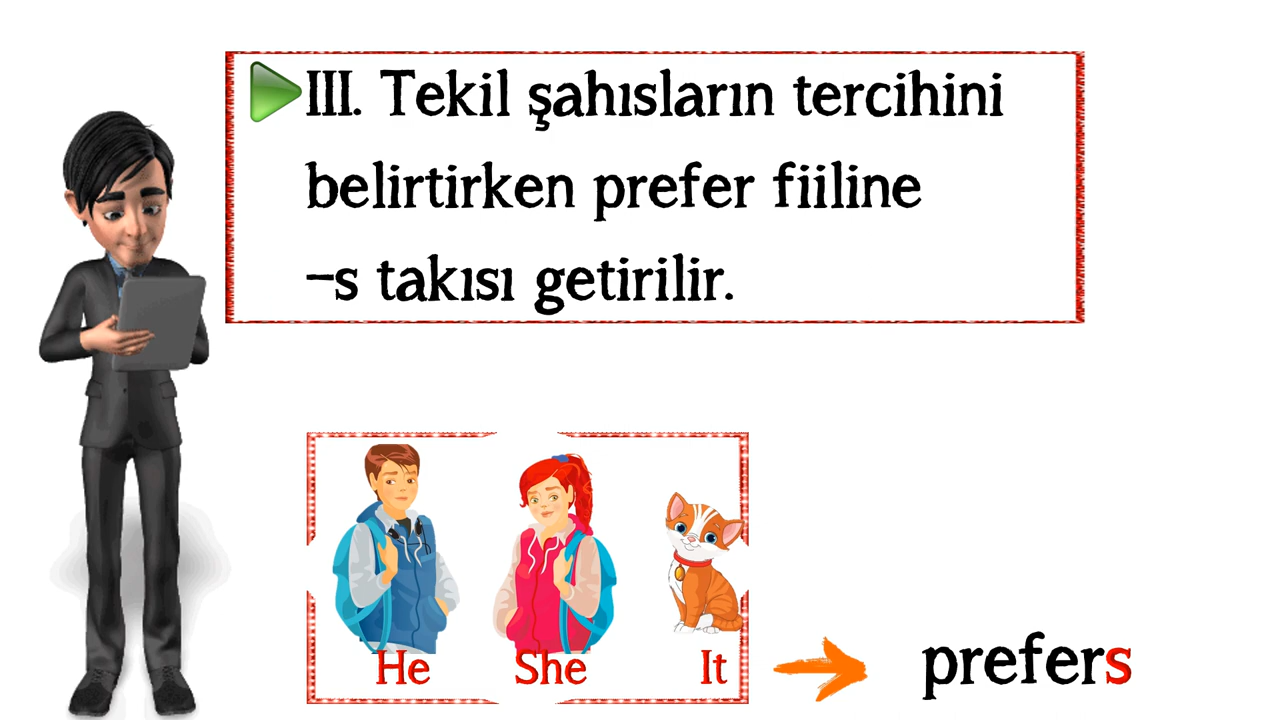 III. Tekil şahısların tercihini
belirtirken prefer fiiline
–s takısı getirilir.
He She It
prefers